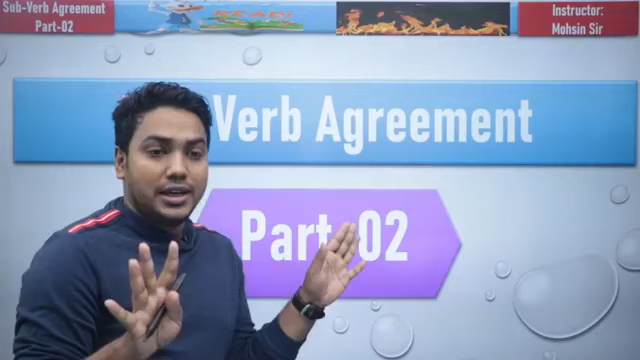 Sub-Verb Agreement
Part-02
Instructor:
Mohsin Sir
Verb Agreement
Part-02